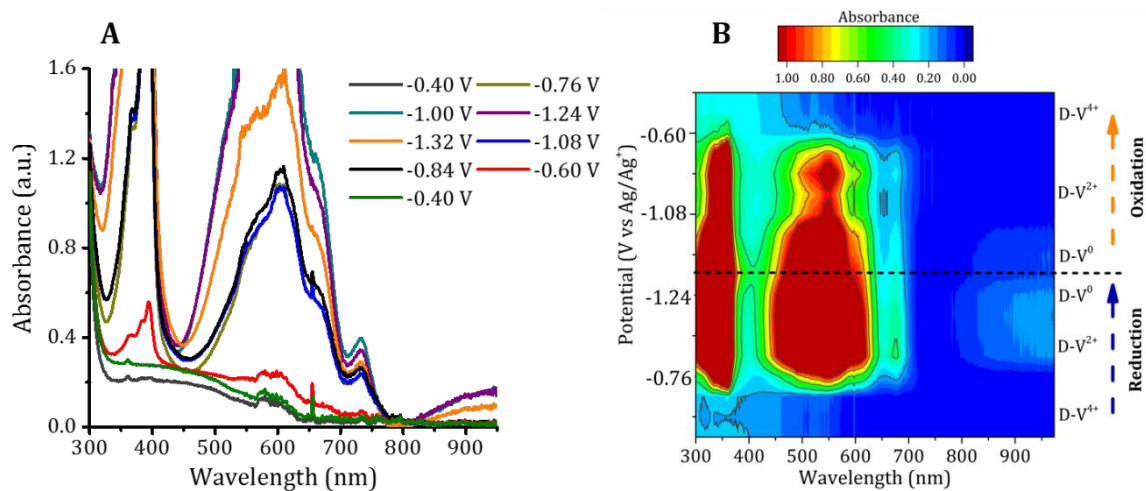 A
1.6
1.2
0.8
0.4
0.0
Absorbance (a.u.)
-0.40 V
-0.76 V
-1.00 V
-1.24 V
-1.32 V
-1.08 V
-0.84 V
-0.60 V
-0.40 V
300 400 500 600 700 800 900
Wavelength (nm)
B
Absorbance
1.00 0.80 0.60 0.40 0.20 0.00
Potential (V vs Ag/Ag⁺)
-0.60
-1.08
-1.24
-0.76
300 400 500 600 700 800 900
Wavelength (nm)
D-V⁴⁺
D-V²⁺
D-V⁰
D-V⁰
D-V²⁺
D-V⁴⁺
Oxidation
Reduction